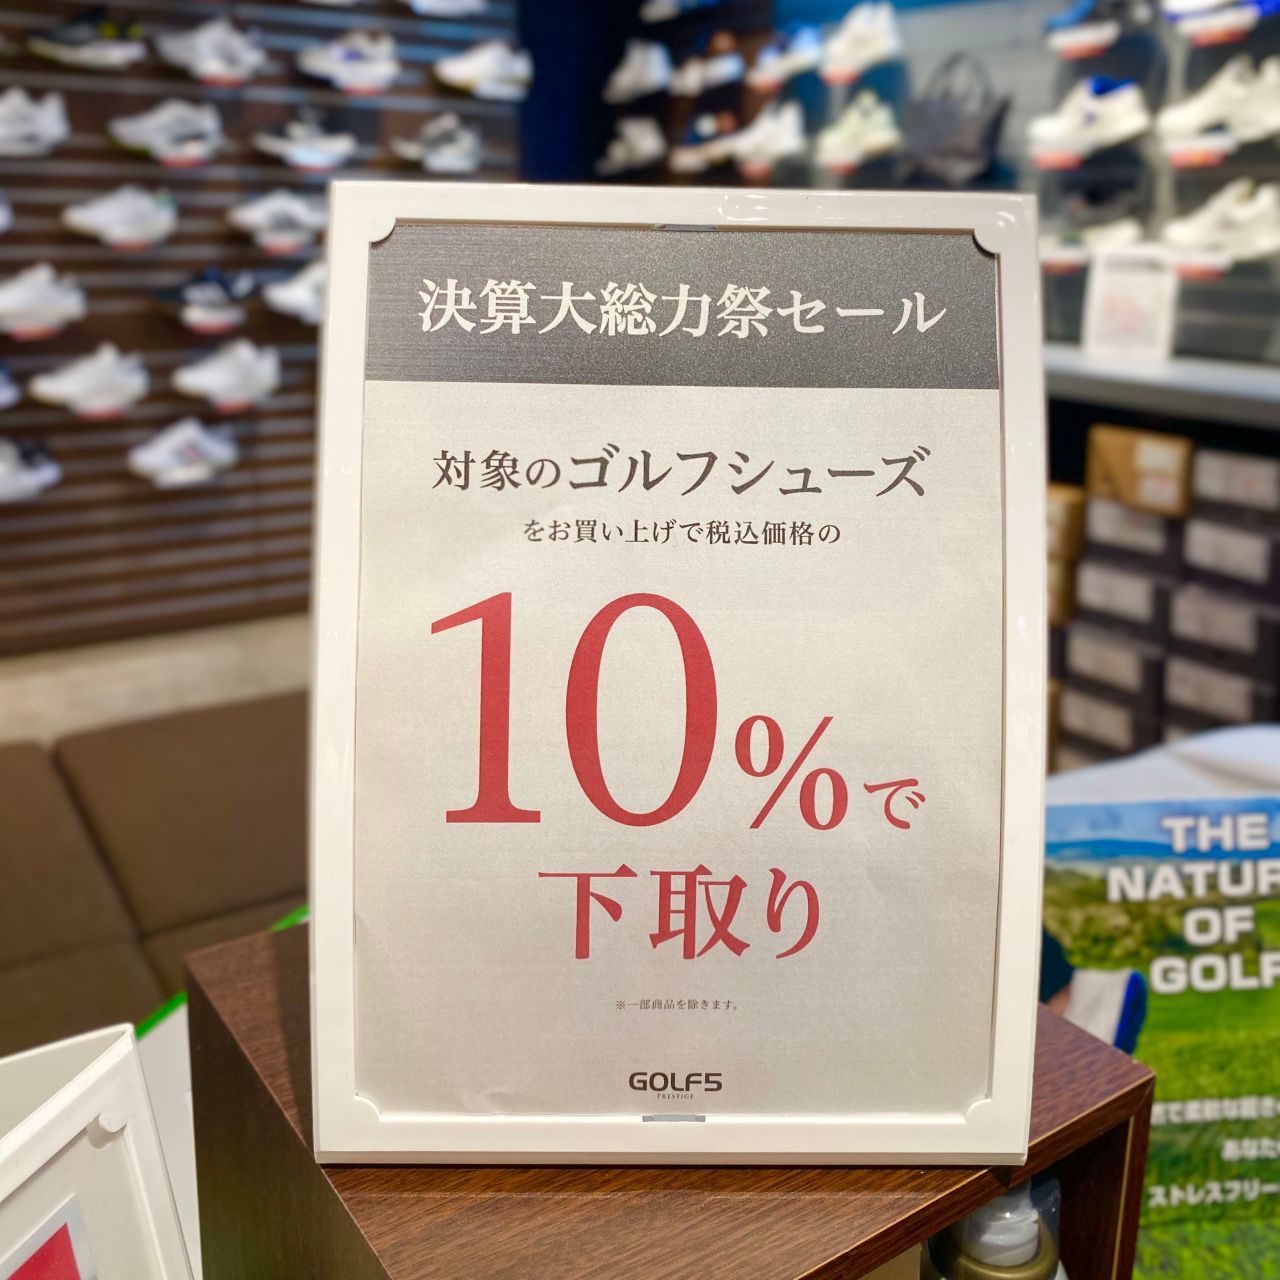 決算大総力祭セール
対象のゴルフシューズ
をお買い上げで税込価格の
10%で
下取り
※一部商品を除きます。
GOLF5
PRESTIGE
THE
NATUR
OF
GOLF
あなた
ストレスフリー